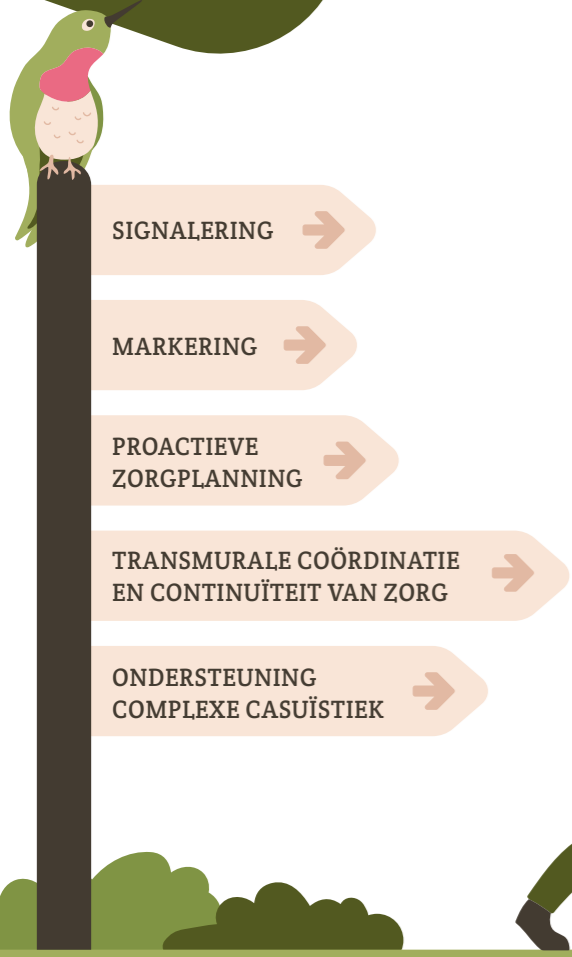 SIGNALERING
MARKERING
PROACTIEVE
ZORGPLANNING
TRANSMURALE COÖRDINATIE
EN CONTINUÏTEIT VAN ZORG
ONDERSTEUNING
COMPLEXE CASUÏSTIEK